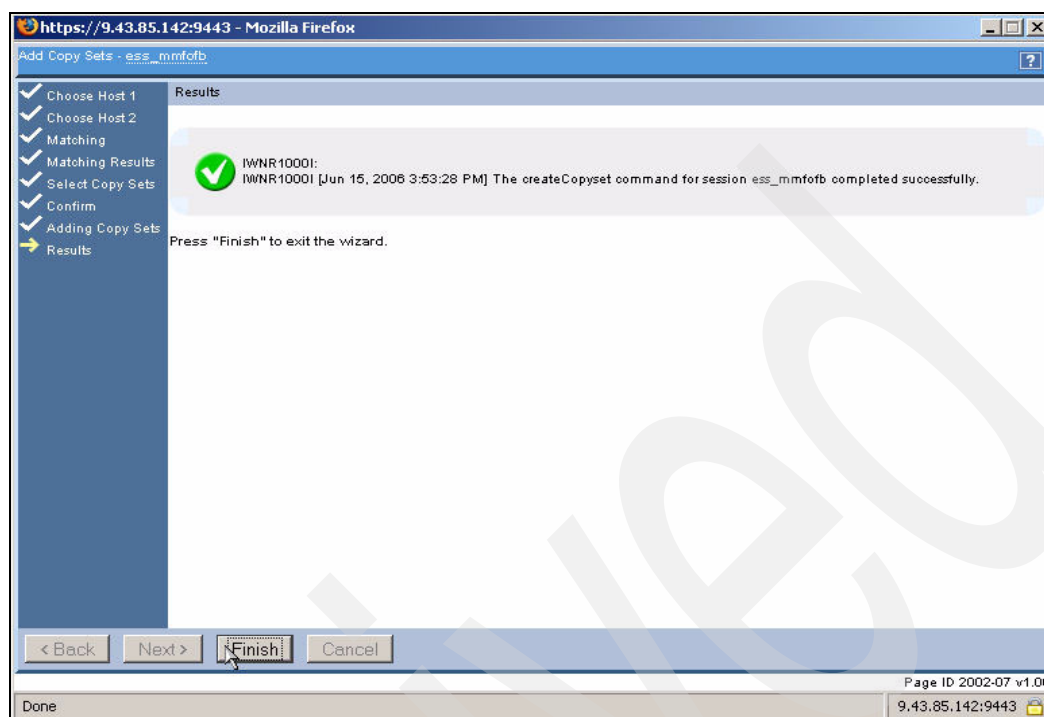 https://9.43.85.142:9443 - Mozilla Firefox
Add Copy Sets - ess_mmfofb
?
Choose Host 1
Choose Host 2
Matching
Matching Results
Select Copy Sets
Confirm
Adding Copy Sets
Results
Results
IWNR1000I:
IWNR1000I [Jun 15, 2006 3:53:28 PM] The createCopyset command for session ess_mmfofb completed successfully.
Press "Finish" to exit the wizard.
< Back Next > Finish Cancel
Page ID 2002-07 v1.0
Done
9.43.85.142:9443